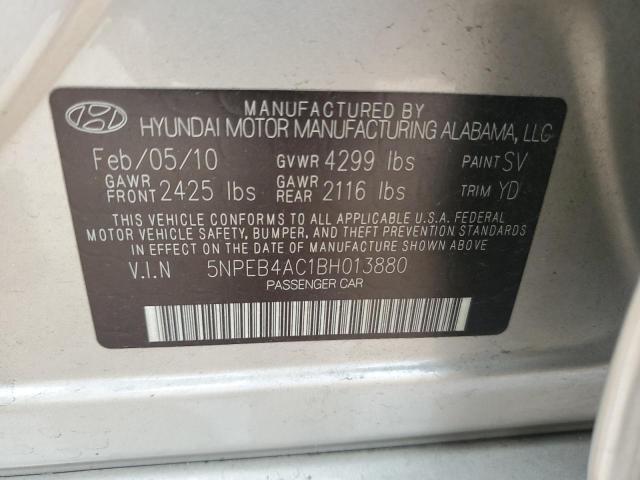 MANUFACTURED BY
HYUNDAI MOTOR MANUFACTURING ALABAMA, LLC
Feb/05/10 GVWR 4299 lbs PAINT SV
GAWR FRONT 2425 lbs GAWR REAR 2116 lbs TRIM YD
THIS VEHICLE CONFORMS TO ALL APPLICABLE U.S.A. FEDERAL
MOTOR VEHICLE SAFETY, BUMPER, AND THEFT STANDARDS
IN EFFECT ON THE DATE OF MANUFACTURE SHOWN ABOVE
V.I.N 5NPEB4AC1BH013880
PASSENGER CAR